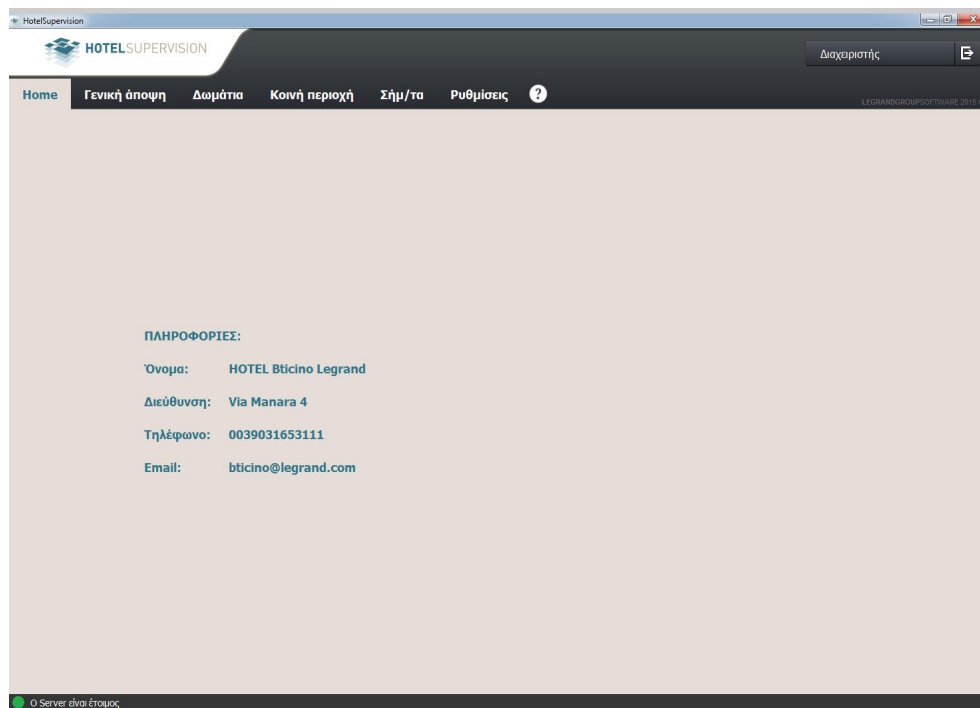 HotelSupervision
HOTELSUPERVISION
Διαχειριστής
Home Γενική άποψη Δωμάτια Κοινή περιοχή Σήμ/τα Ρυθμίσεις ?
LEGRANDGROUPSOFTWARE 2015
ΠΛΗΡΟΦΟΡΙΕΣ:
Όνομα: HOTEL Bticino Legrand
Διεύθυνση: Via Manara 4
Τηλέφωνο: 0039031653111
Email: bticino@legrand.com
Ο Server είναι έτοιμος